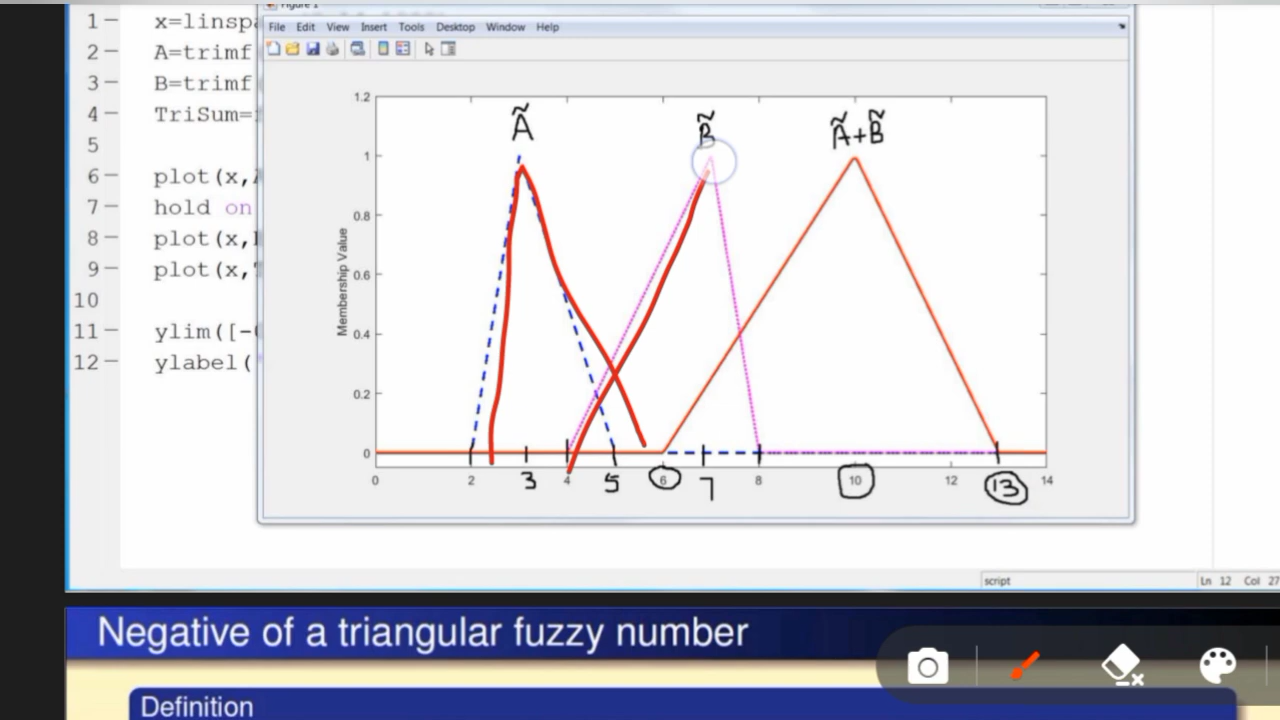 Figure 1
File Edit View Insert Tools Desktop Window Help
1 x=linspa
2 A=trimf
3 B=trimf
4 TriSum=
5
6 plot(x,
7 hold on
8 plot(x,
9 plot(x,
10
11 ylim([-
12 ylabel(
Membership Value
1.2
1
0.8
0.6
0.4
0.2
0
Ã B̃ Ã+B̃
0 2 3 4 5 6 7 8 10 12 13 14
script Ln 12 Col 27
Negative of a triangular fuzzy number
Definition